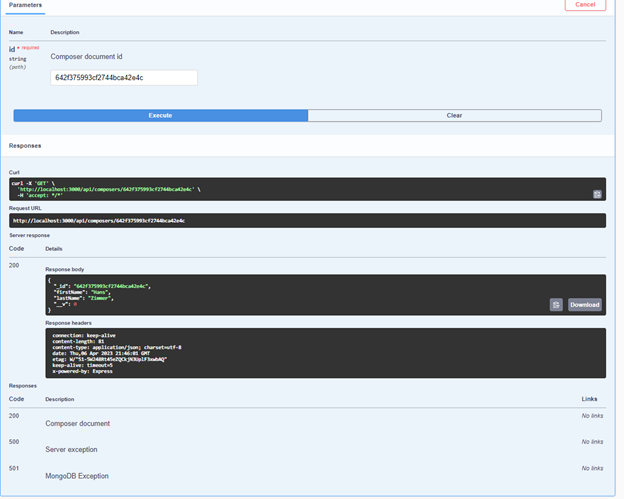 Parameters
Cancel
Name Description
id * required
string
(path)
Composer document id
642f375993cf2744bca42e4c
Execute Clear
Responses
Curl
curl -X 'GET' \
'http://localhost:3000/api/composers/642f375993cf2744bca42e4c' \
-H 'accept: */*'
Request URL
http://localhost:3000/api/composers/642f375993cf2744bca42e4c
Server response
Code Details
200
Response body
{
"_id": "642f375993cf2744bca42e4c",
"firstName": "Hans",
"lastName": "Zimmer",
"__v": 0
}
Download
Response headers
connection: keep-alive
content-length: 81
content-type: application/json; charset=utf-8
date: Thu,06 Apr 2023 21:46:01 GMT
etag:
keep-alive: timeout=5
x-powered-by: Express
Responses
Code Description Links
200 Composer document No links
500 Server exception No links
501 MongoDB Exception No links